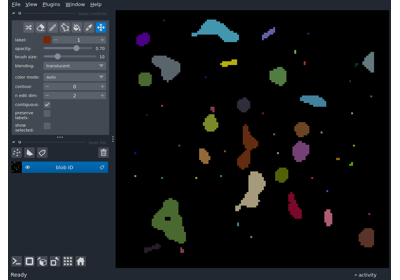 File View Plugins Window Help
label: 1
opacity: 0.70
brush size: 10
blending: translucent
color mode: auto
contour: 0
n edit dim: 2
contiguous: ✓
preserve
labels:
show
selected:
blob ID
Ready
activity